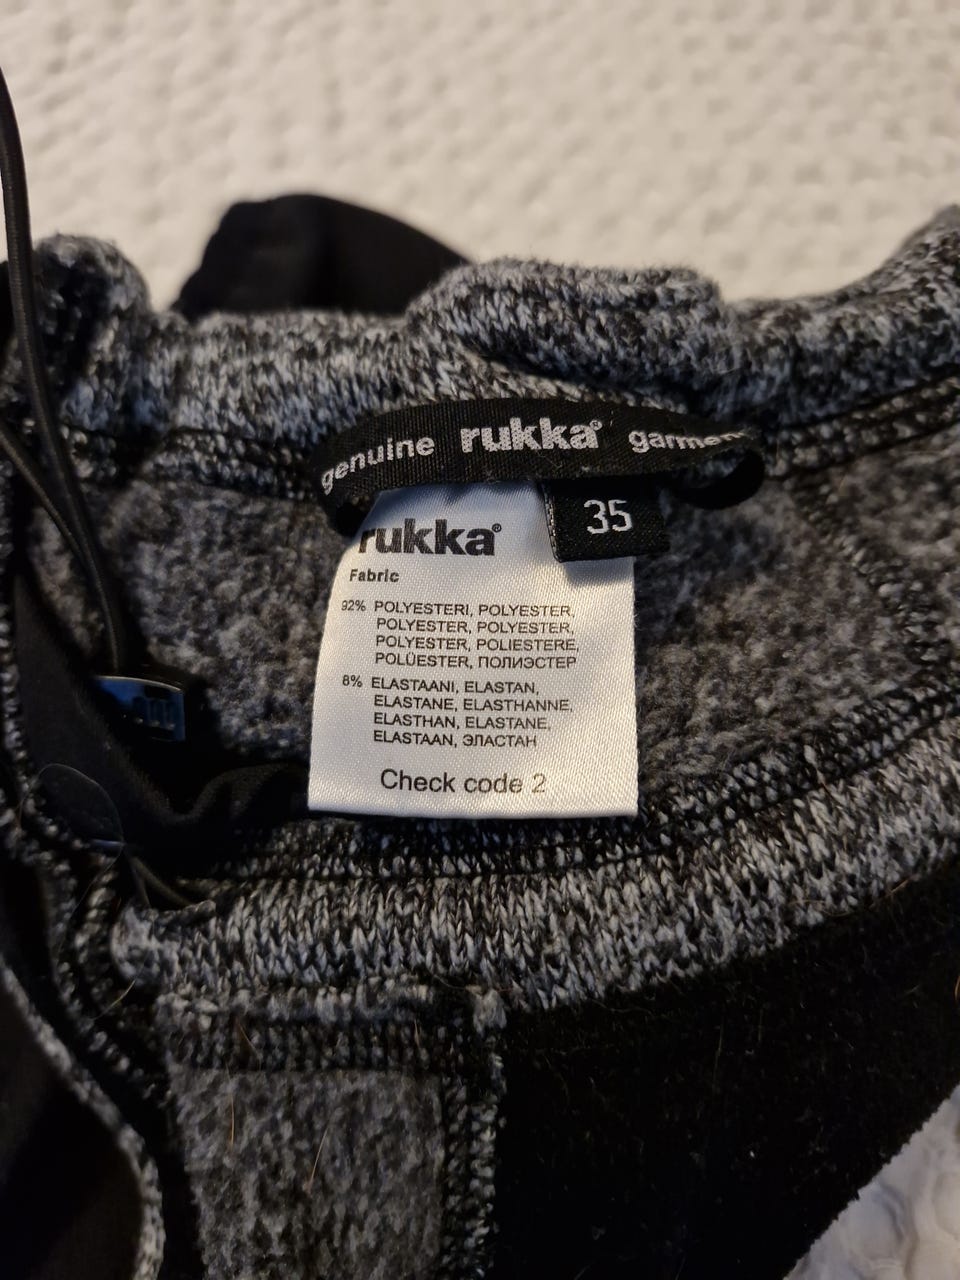 genuine rukka® garmen
35
rukka®
Fabric
92% POLYESTERI, POLYESTER,
POLYESTER, POLYESTER,
POLYESTER, POLIESTERE,
POLÜESTER, ПОЛИЭСТЕР
8% ELASTAANI, ELASTAN,
ELASTANE, ELASTHANNE,
ELASTHAN, ELASTANE,
ELASTAAN, ЭЛАСТАН
Check code 2